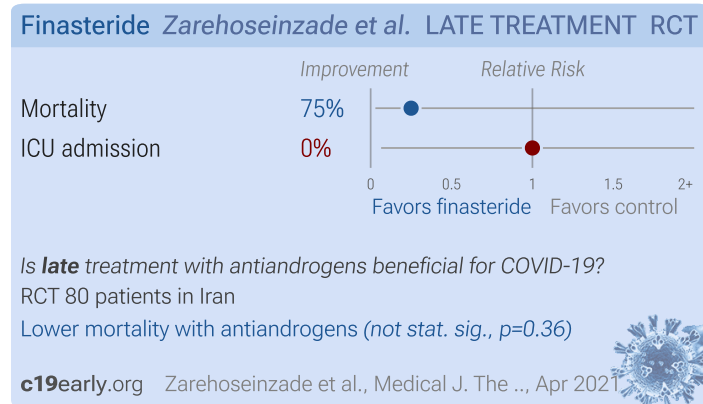 Finasteride Zarehoseinzade et al. LATE TREATMENT RCT
Improvement Relative Risk
Mortality 75%
ICU admission 0%
0 0.5 1 1.5 2+
Favors finasteride Favors control
Is late treatment with antiandrogens beneficial for COVID-19?
RCT 80 patients in Iran
Lower mortality with antiandrogens (not stat. sig., p=0.36)
c19early.org Zarehoseinzade et al., Medical J. The .., Apr 2021